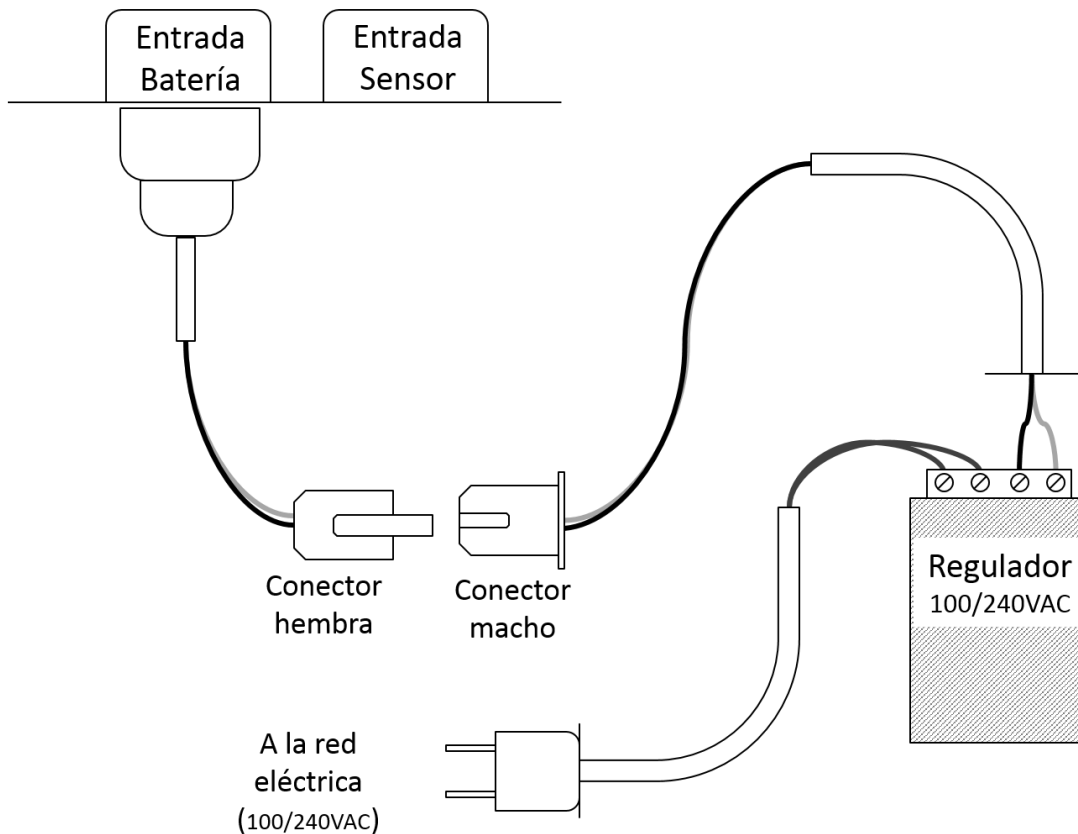 Entrada
Batería
Entrada
Sensor
Conector
hembra
Conector
macho
Regulador
100/240VAC
A la red
eléctrica
(100/240VAC)